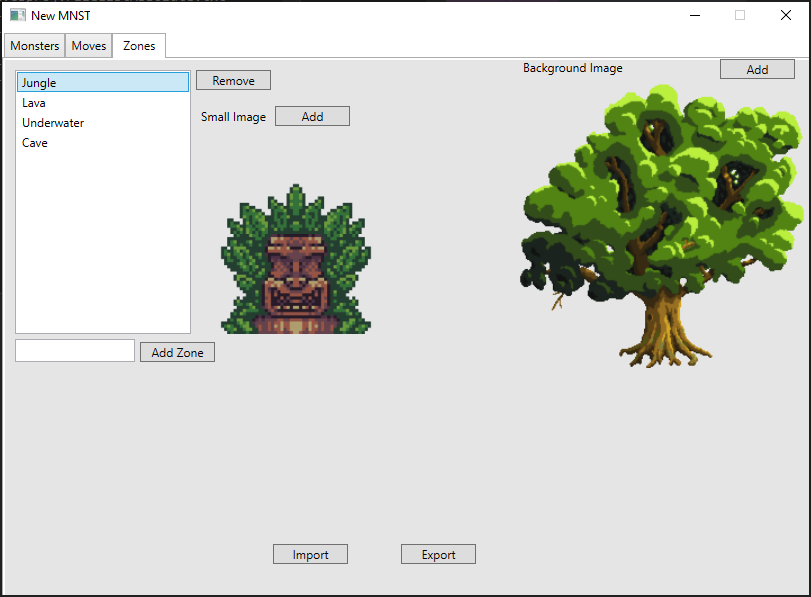 New MNST
Monsters Moves Zones
Background Image Add
Jungle Remove
Lava
Small Image Add
Underwater
Cave
Add Zone
Import Export